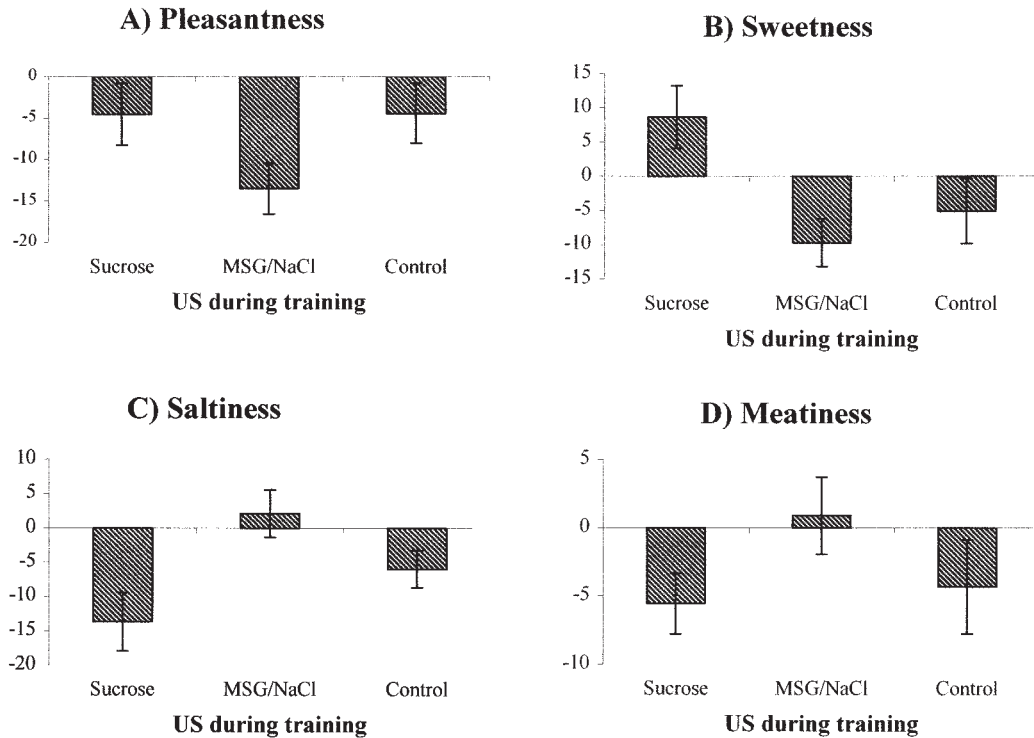 A) Pleasantness
0
-5
-10
-15
-20
Sucrose MSG/NaCl Control
US during training
B) Sweetness
15
10
5
0
-5
-10
-15
Sucrose MSG/NaCl Control
US during training
C) Saltiness
10
5
0
-5
-10
-15
-20
Sucrose MSG/NaCl Control
US during training
D) Meatiness
5
0
-5
-10
Sucrose MSG/NaCl Control
US during training